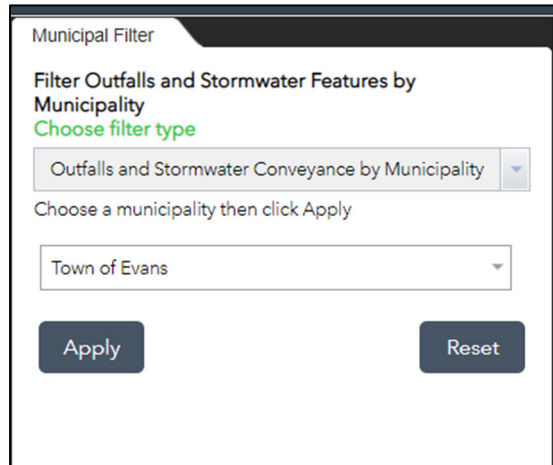 Municipal Filter
Filter Outfalls and Stormwater Features by
Municipality
Choose filter type
Outfalls and Stormwater Conveyance by Municipality
Choose a municipality then click Apply
Town of Evans
Apply
Reset